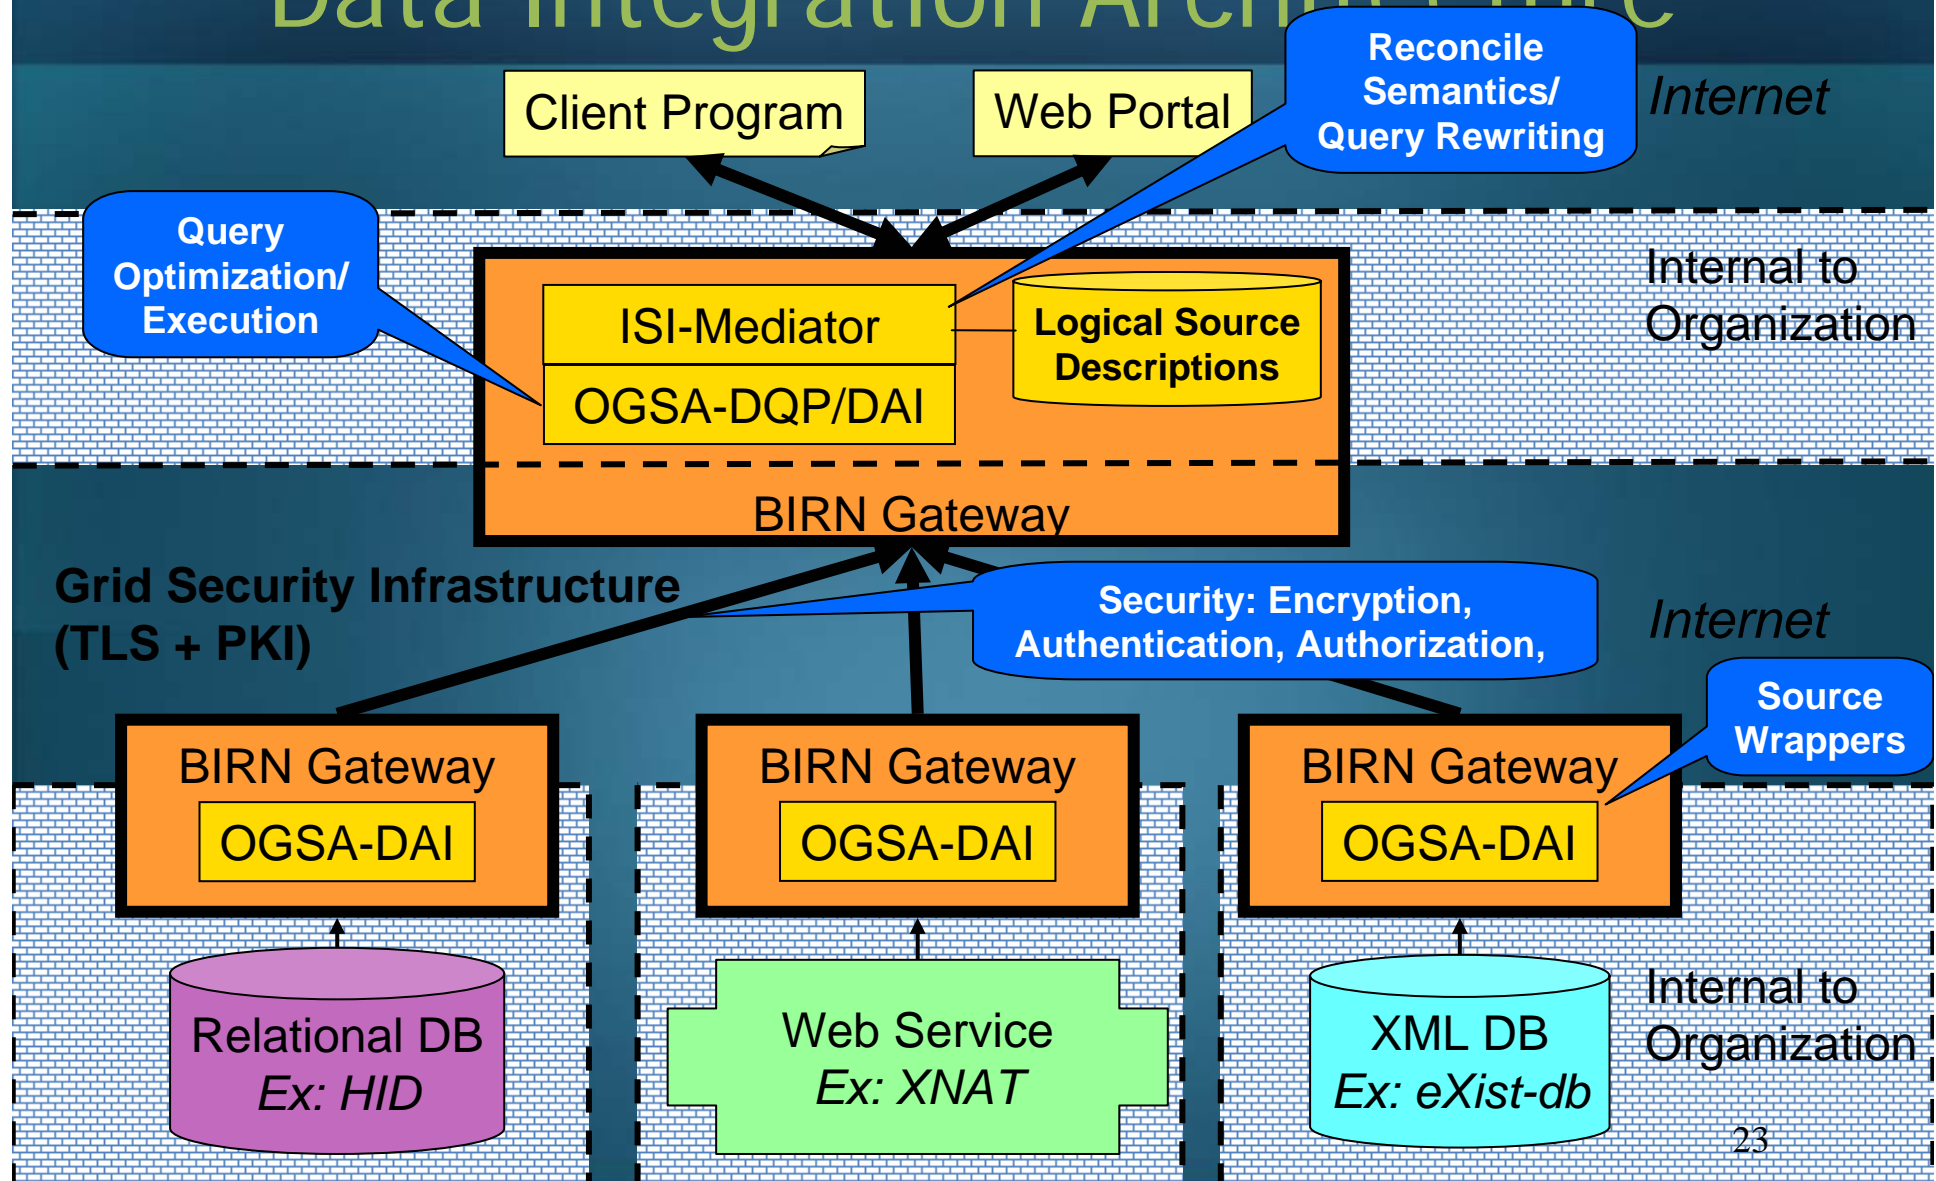 Data Integration Architecture
Client Program
Web Portal
Reconcile
Semantics/
Query Rewriting
Internet
Query
Optimization/
Execution
ISI-Mediator
OGSA-DQP/DAI
Logical Source
Descriptions
Internal to
Organization
BIRN Gateway
Grid Security Infrastructure
(TLS + PKI)
Security: Encryption,
Authentication, Authorization,
Internet
Source
Wrappers
BIRN Gateway
OGSA-DAI
BIRN Gateway
OGSA-DAI
BIRN Gateway
OGSA-DAI
Relational DB
Ex: HID
Web Service
Ex: XNAT
XML DB
Ex: eXist-db
Internal to
Organization
23